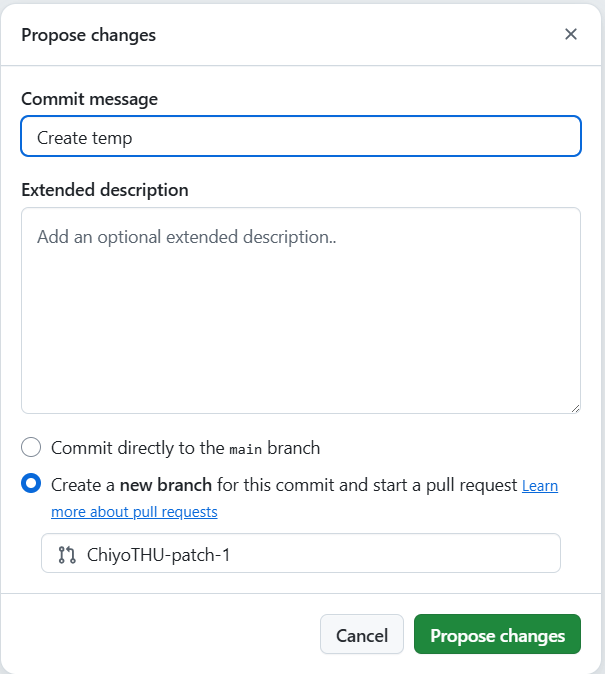 Propose changes
Commit message
Create temp
Extended description
Add an optional extended description..
Commit directly to the main branch
Create a new branch for this commit and start a pull request Learn
more about pull requests
ChiyoTHU-patch-1
Cancel
Propose changes